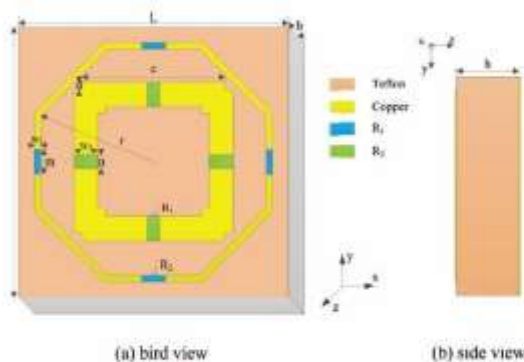 L
h
c
r
m
n
R₁
R₂
y
x
z
(a) bird view
x
z
y
h
Teflon
Copper
R₁
R₂
(b) side view